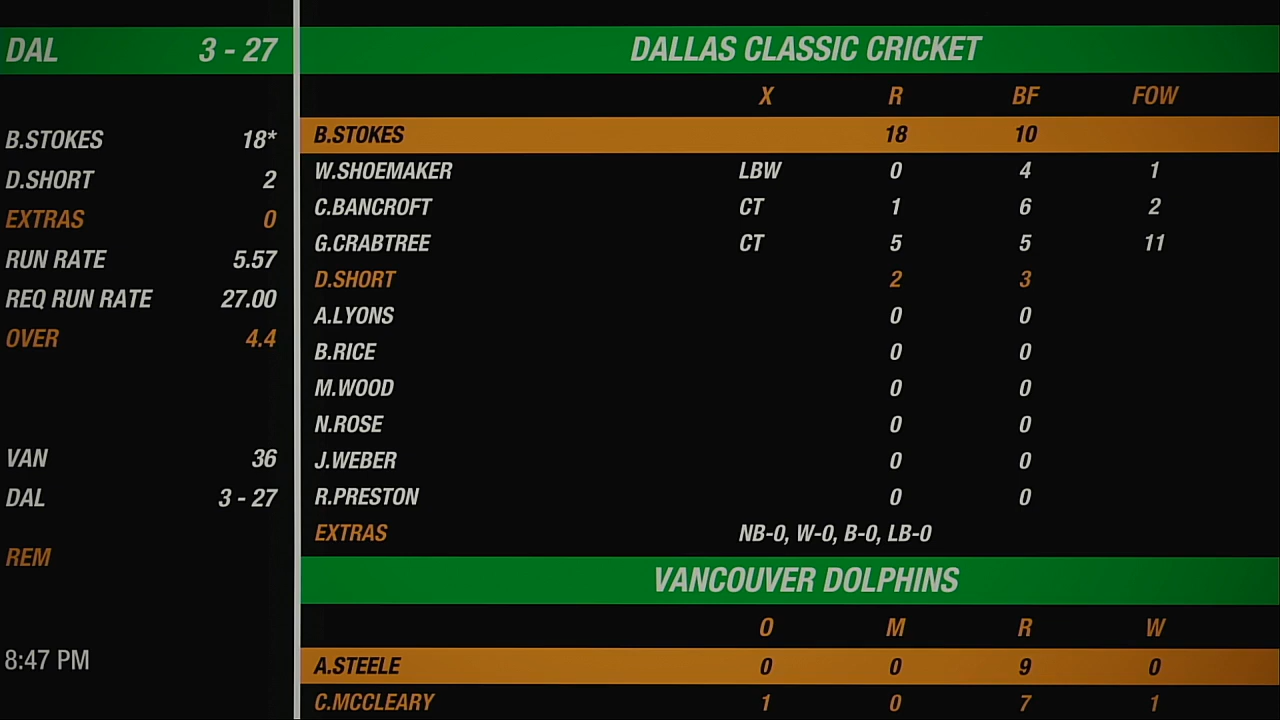 DAL 3 - 27
B.STOKES 18*
D.SHORT 2
EXTRAS 0
RUN RATE 5.57
REQ RUN RATE 27.00
OVER 4.4
VAN 36
DAL 3 - 27
REM
8:47 PM
DALLAS CLASSIC CRICKET
X R BF FOW
B.STOKES 18 10
W.SHOEMAKER LBW 0 4 1
C.BANCROFT CT 1 6 2
G.CRABTREE CT 5 5 11
D.SHORT 2 3
A.LYONS 0 0
B.RICE 0 0
M.WOOD 0 0
N.ROSE 0 0
J.WEBER 0 0
R.PRESTON 0 0
EXTRAS NB-0, W-0, B-0, LB-0
VANCOUVER DOLPHINS
O M R W
A.STEELE 0 0 9 0
C.MCCLEARY 1 0 7 1